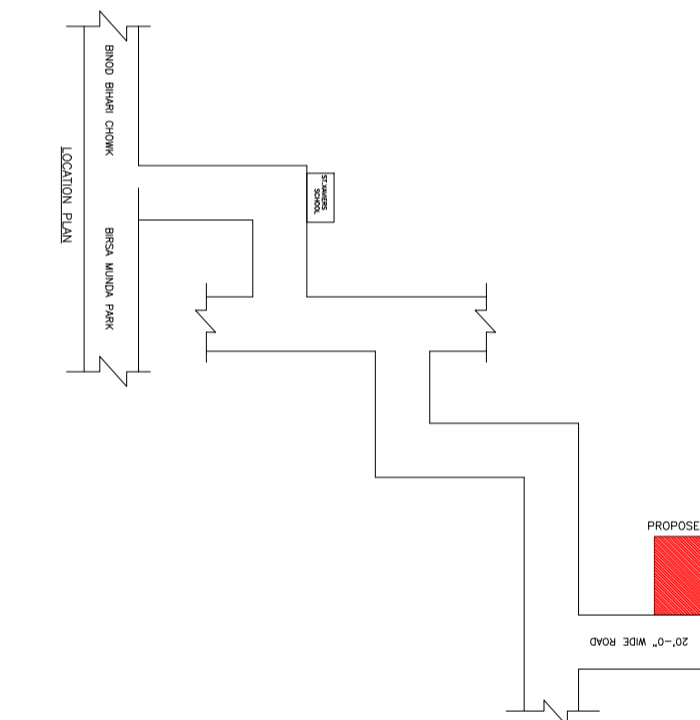 BINOD BIHARI CHOWK
BIRSA MUNDA PARK
LOCATION PLAN
ST.XAVIERS
SCHOOL
PROPOSE
20'-0" WIDE ROAD